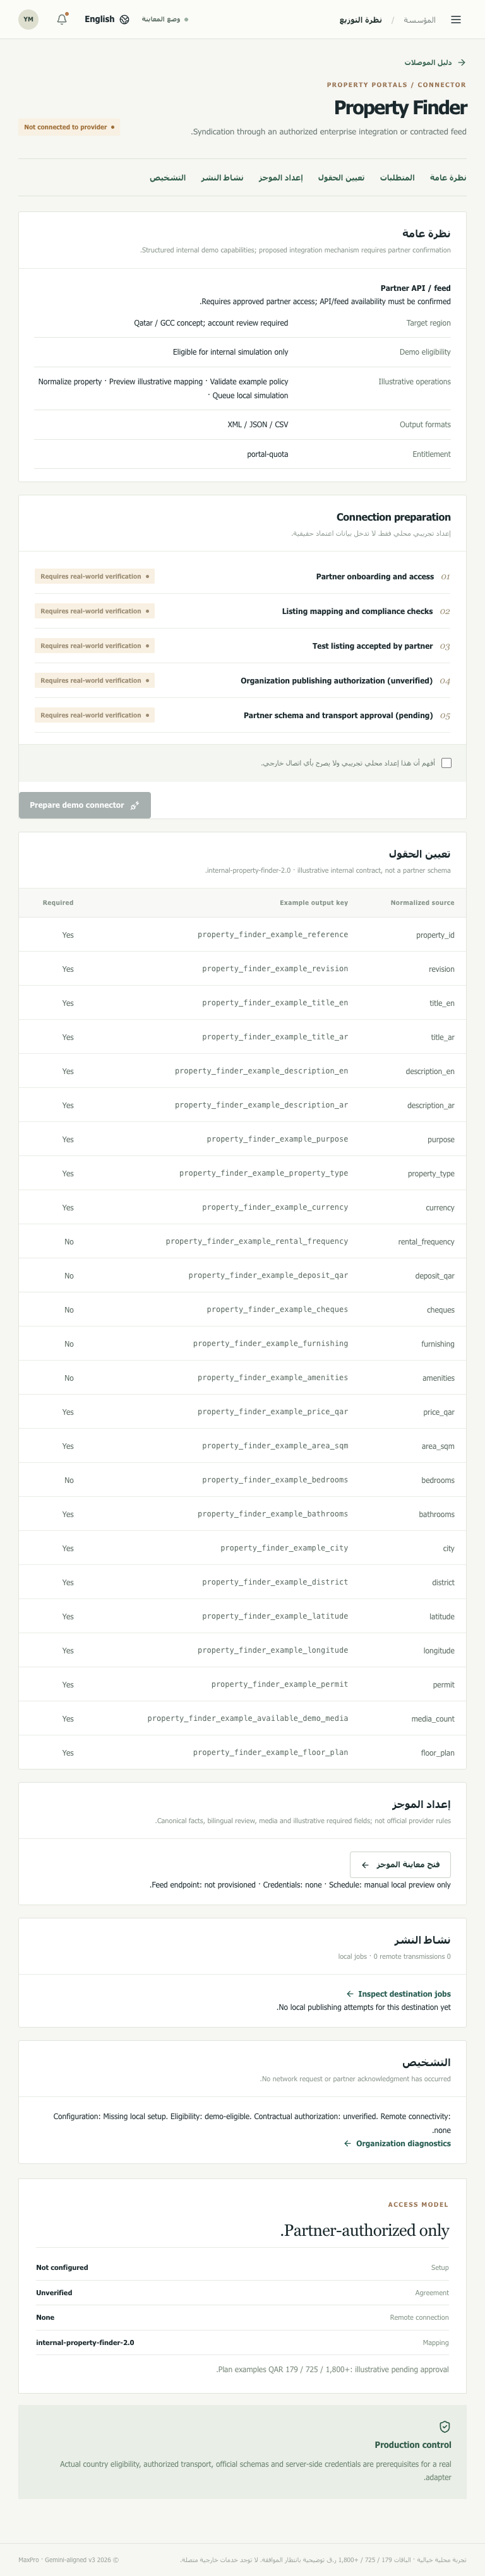 المؤسسة / نظرة التوزيع
وضع المعاينة
English
YM
دليل الموصلات
PROPERTY PORTALS / CONNECTOR
Property Finder
Syndication through an authorized enterprise integration or contracted feed.
Not connected to provider
نظرة عامة
المتطلبات
تعيين الحقول
إعداد الموجز
نشاط النشر
التشخيص
نظرة عامة
Structured internal demo capabilities; proposed integration mechanism requires partner confirmation.
Partner API / feed
Requires approved partner access; API/feed availability must be confirmed.
Target region
Qatar / GCC concept; account review required
Demo eligibility
Eligible for internal simulation only
Illustrative operations
Normalize property · Preview illustrative mapping · Validate example policy
· Queue local simulation
Output formats
XML / JSON / CSV
Entitlement
portal-quota
Connection preparation
إعداد تجريبي محلي فقط. لا تدخل بيانات اعتماد حقيقية.
01 Partner onboarding and access
Requires real-world verification
02 Listing mapping and compliance checks
Requires real-world verification
03 Test listing accepted by partner
Requires real-world verification
04 Organization publishing authorization (unverified)
Requires real-world verification
05 Partner schema and transport approval (pending)
Requires real-world verification
أفهم أن هذا إعداد محلي تجريبي ولا يصرح بأي اتصال خارجي.
Prepare demo connector
تعيين الحقول
internal-property-finder-2.0 · illustrative internal contract, not a partner schema.
Normalized source Example output key Required
property_id property_finder_example_reference Yes
revision property_finder_example_revision Yes
title_en property_finder_example_title_en Yes
title_ar property_finder_example_title_ar Yes
description_en property_finder_example_description_en Yes
description_ar property_finder_example_description_ar Yes
purpose property_finder_example_purpose Yes
property_type property_finder_example_property_type Yes
currency property_finder_example_currency Yes
rental_frequency property_finder_example_rental_frequency No
deposit_qar property_finder_example_deposit_qar No
cheques property_finder_example_cheques No
furnishing property_finder_example_furnishing No
amenities property_finder_example_amenities No
price_qar property_finder_example_price_qar Yes
area_sqm property_finder_example_area_sqm Yes
bedrooms property_finder_example_bedrooms No
bathrooms property_finder_example_bathrooms Yes
city property_finder_example_city Yes
district property_finder_example_district Yes
latitude property_finder_example_latitude Yes
longitude property_finder_example_longitude Yes
permit property_finder_example_permit Yes
media_count property_finder_example_available_demo_media Yes
floor_plan property_finder_example_floor_plan Yes
إعداد الموجز
Canonical facts, bilingual review, media and illustrative required fields; not official provider rules.
فتح معاينة الموجز
Feed endpoint: not provisioned · Credentials: none · Schedule: manual local preview only.
نشاط النشر
local jobs · 0 remote transmissions 0
Inspect destination jobs
No local publishing attempts for this destination yet.
التشخيص
No network request or partner acknowledgment has occurred.
Configuration: Missing local setup. Eligibility: demo-eligible. Contractual authorization: unverified. Remote connectivity:
none.
Organization diagnostics
ACCESS MODEL
Partner-authorized only.
Setup
Not configured
Agreement
Unverified
Remote connection
None
Mapping
internal-property-finder-2.0
Plan examples QAR 179 / 725 / 1,800+: illustrative pending approval.
Production control
Actual country eligibility, authorized transport, official schemas and server-side credentials are prerequisites for a real
adapter.
تجربة محلية خيالية · الباقات 179 / 725 / 1,800+ ر.ق توضيحية بانتظار الموافقة. لا توجد خدمات خارجية متصلة.
© 2026 MaxPro · Gemini-aligned v3